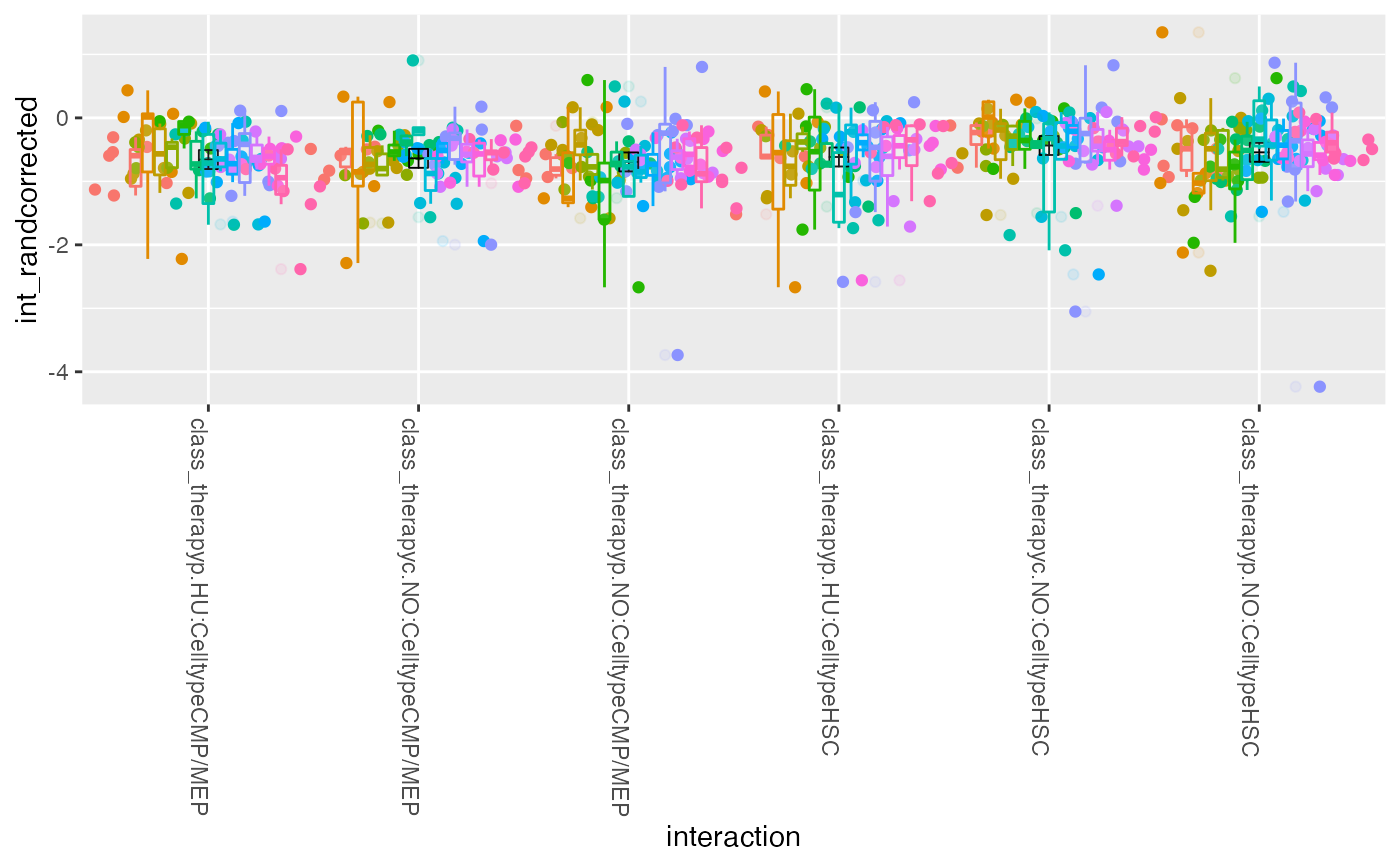 int_randcorrected
0
-2
-4
class_therapyp.HU:CelltypeCMP/MEP
class_therapyc.NO:CelltypeCMP/MEP
class_therapyp.NO:CelltypeCMP/MEP
class_therapyp.HU:CelltypeHSC
class_therapyc.NO:CelltypeHSC
class_therapyp.NO:CelltypeHSC
interaction